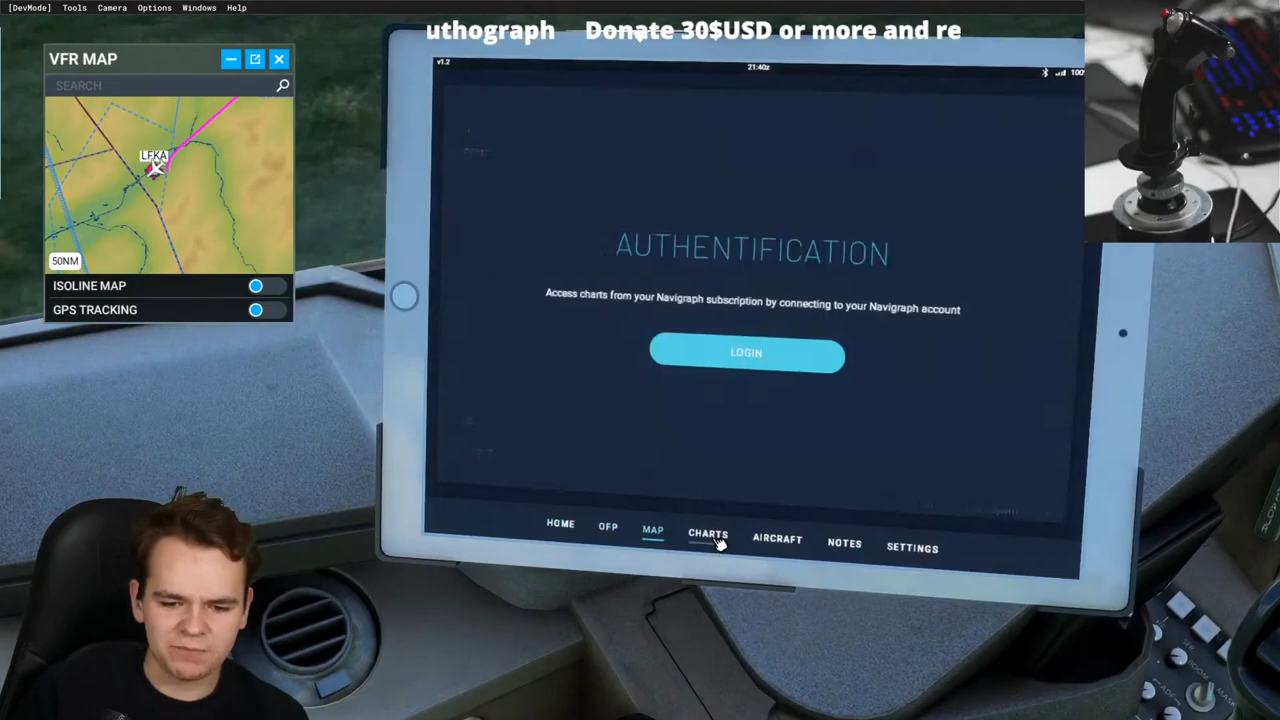 [DevMode] Tools Camera Options Windows Help
uthograph Donate 30$USD or more and re
VFR MAP
SEARCH
LFKA
50NM
ISOLINE MAP
GPS TRACKING
v1.2
21:40z
100
AUTHENTIFICATION
Access charts from your Navigraph subscription by connecting to your Navigraph account
LOGIN
HOME OFP MAP CHARTS AIRCRAFT NOTES SETTINGS
ADF